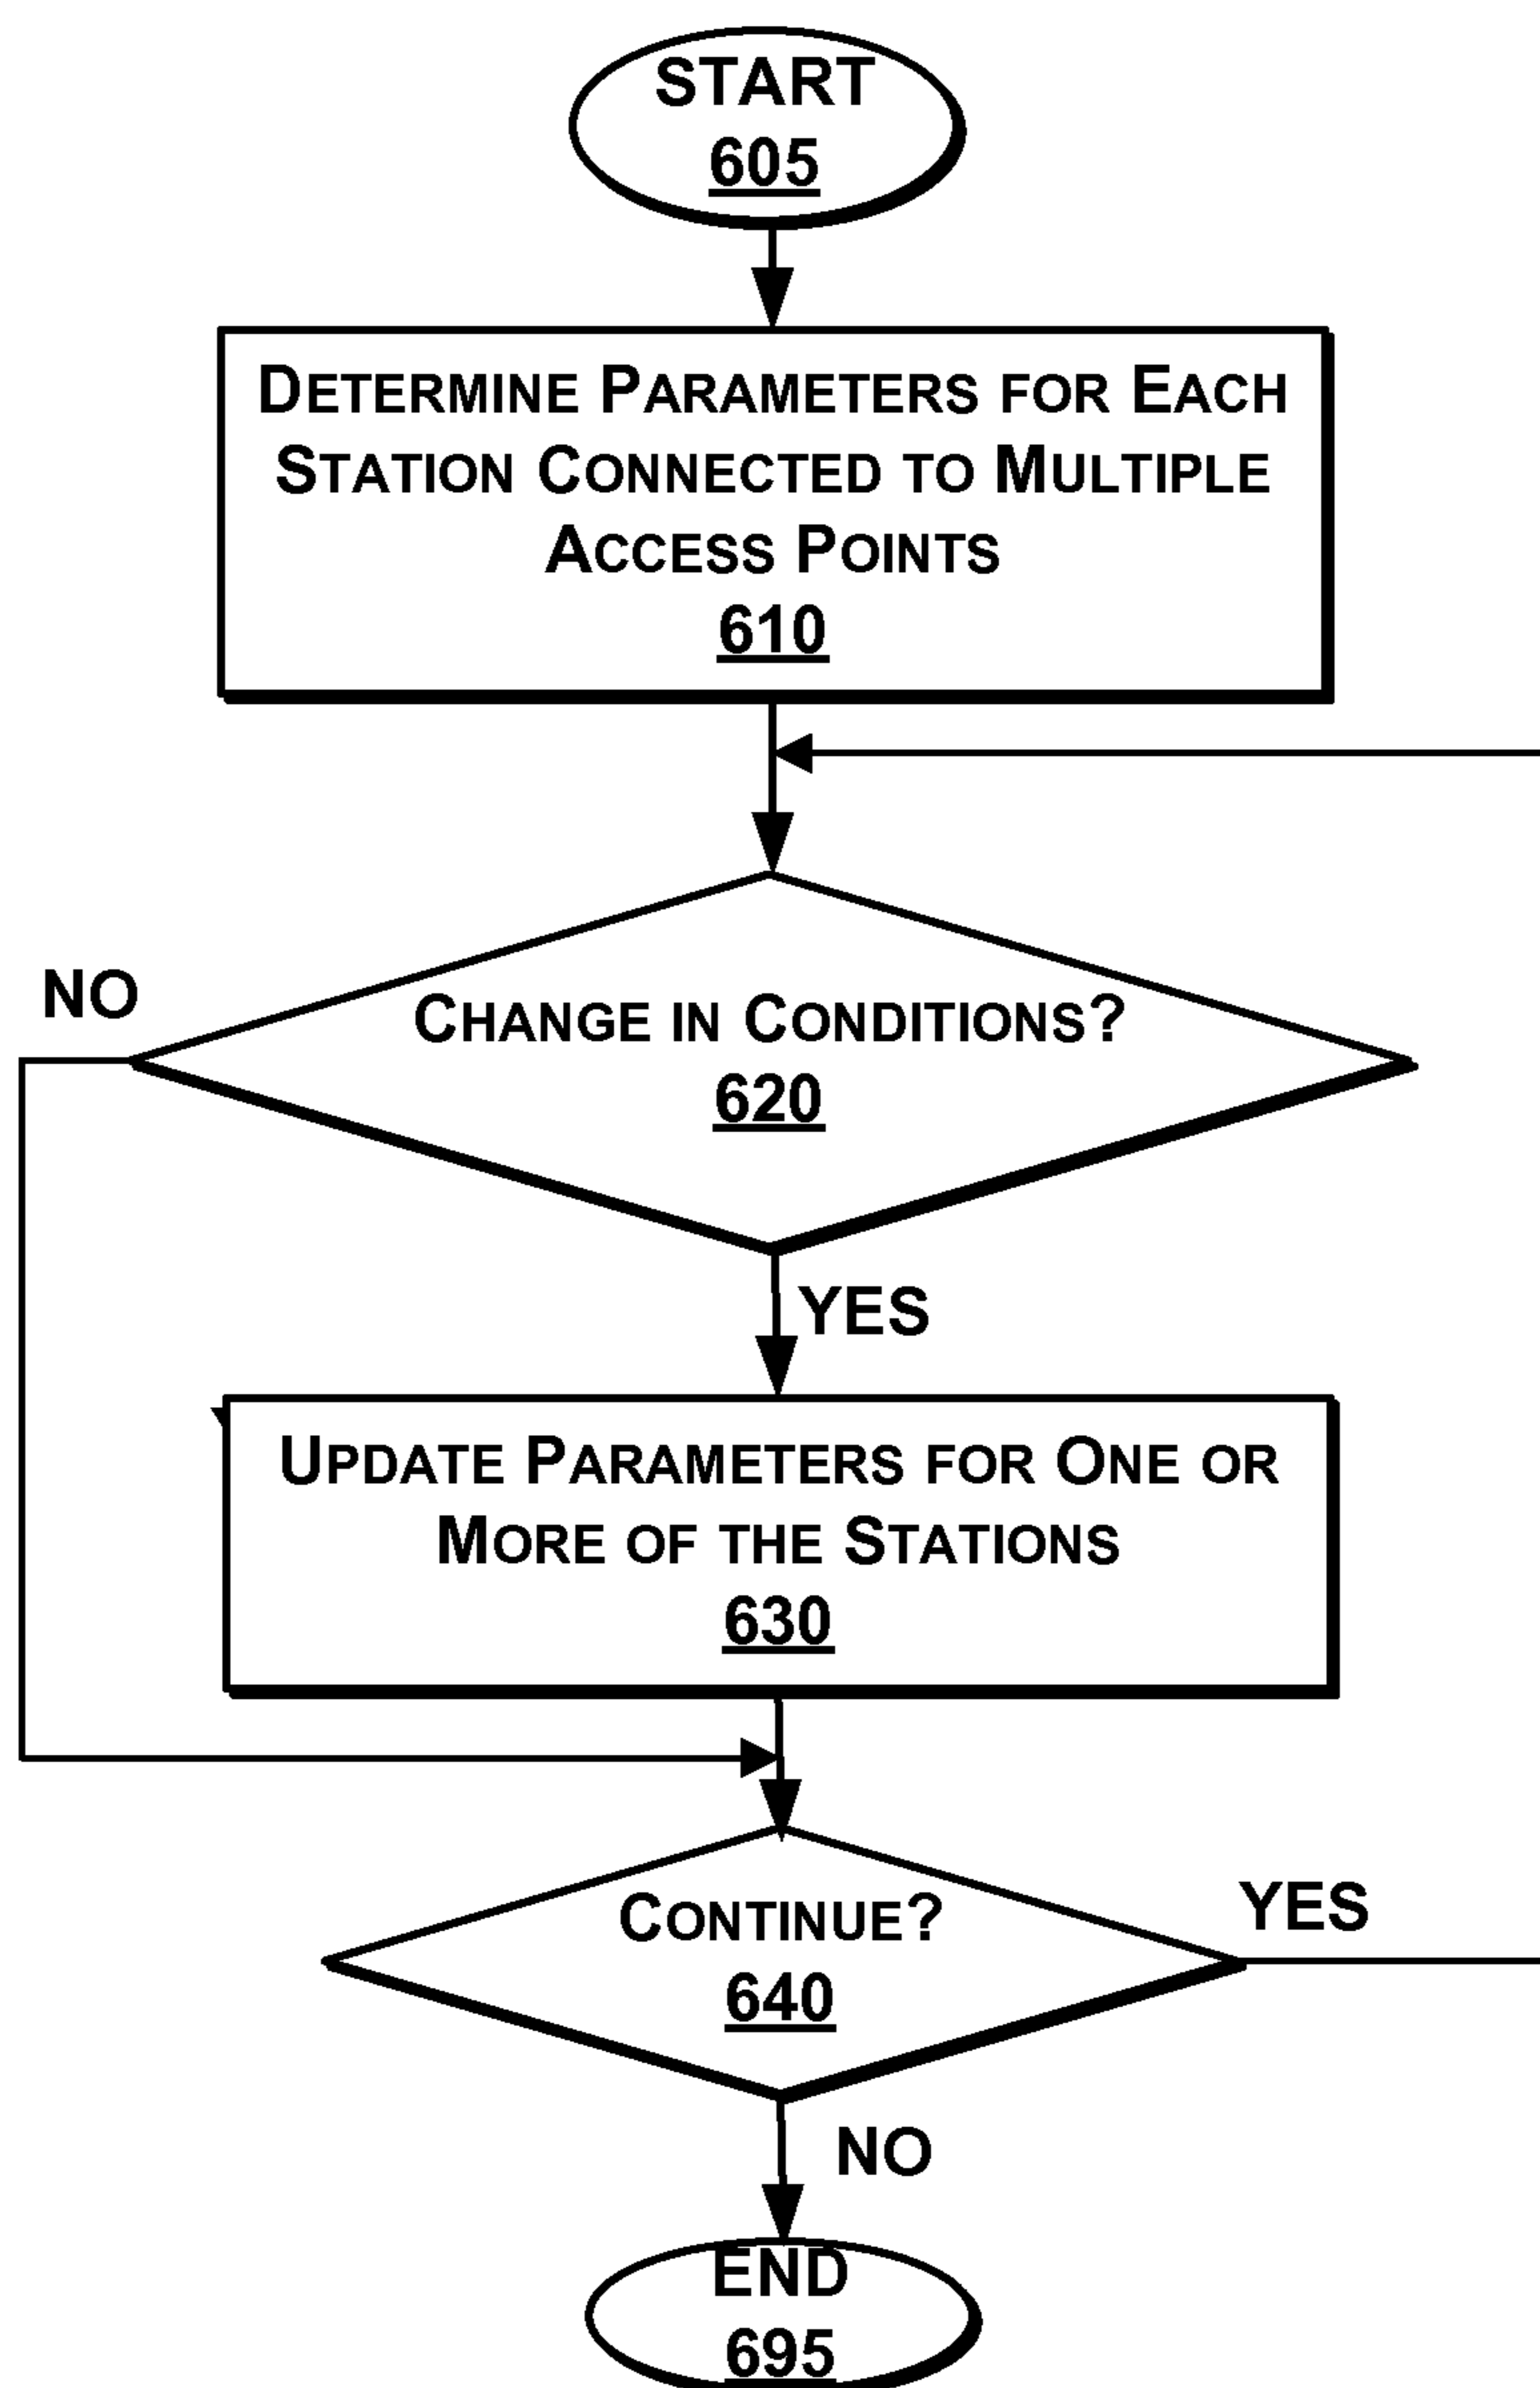 START
605
DETERMINE PARAMETERS FOR EACH
STATION CONNECTED TO MULTIPLE
ACCESS POINTS
610
NO
CHANGE IN CONDITIONS?
620
YES
UPDATE PARAMETERS FOR ONE OR
MORE OF THE STATIONS
630
CONTINUE?
640
YES
NO
END
695